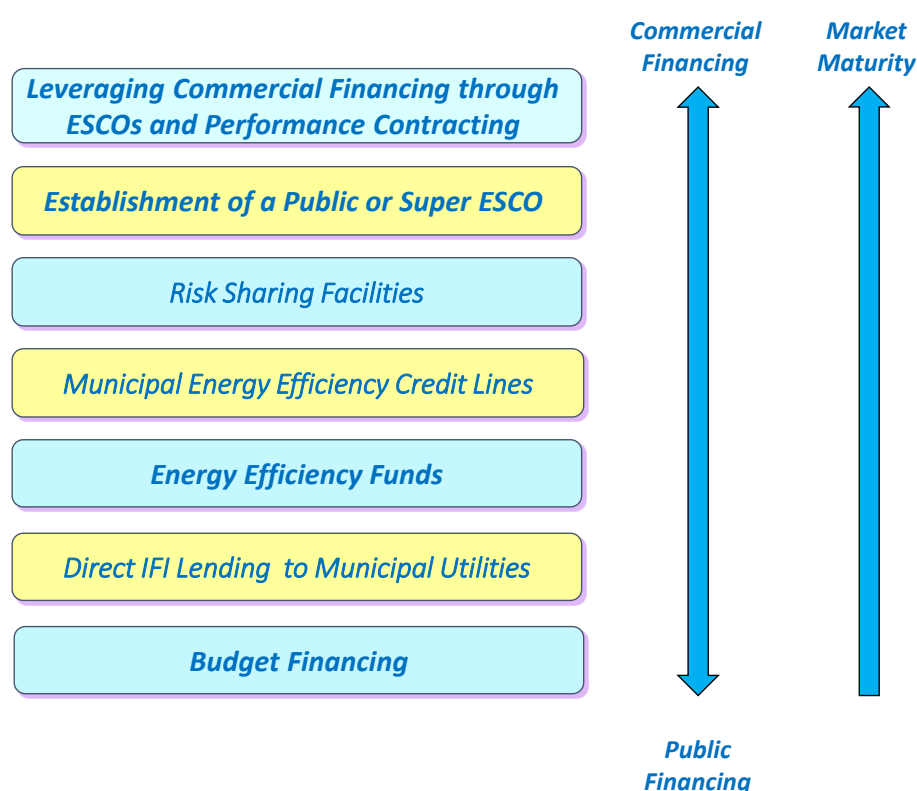 Commercial
Financing
Market
Maturity
Leveraging Commercial Financing through
ESCOs and Performance Contracting
Establishment of a Public or Super ESCO
Risk Sharing Facilities
Municipal Energy Efficiency Credit Lines
Energy Efficiency Funds
Direct IFI Lending to Municipal Utilities
Budget Financing
Public
Financing